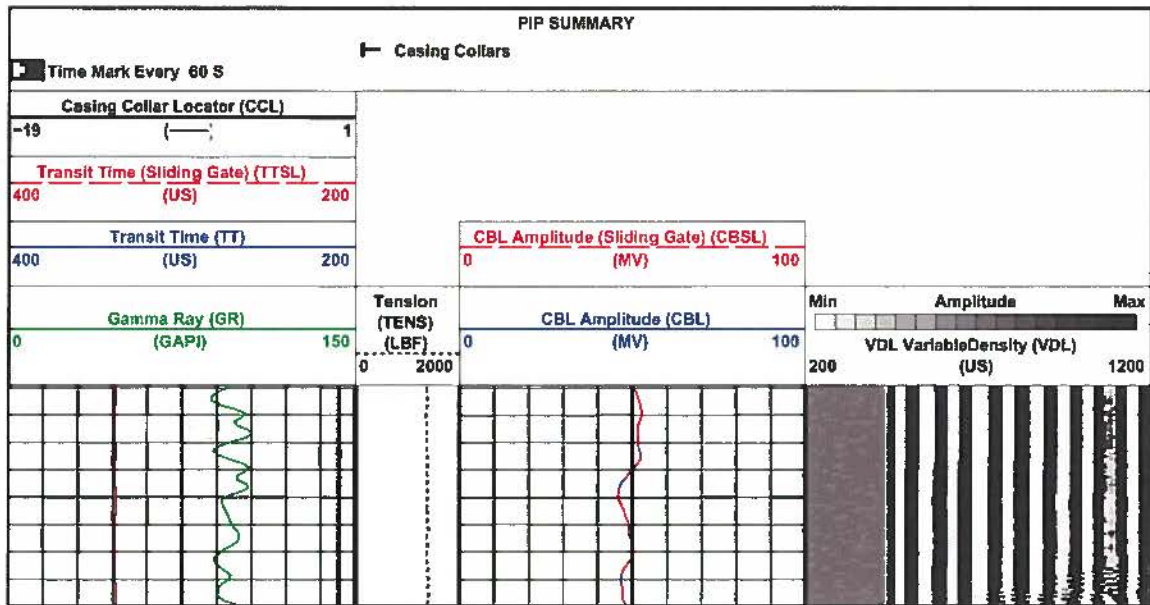 PIP SUMMARY
Casing Collars
Time Mark Every 60 S
Casing Collar Locator (CCL)
-19 (----) 1
Transit Time (Sliding Gate) (TTSL)
400 (US) 200
Transit Time (TT)
400 (US) 200
Gamma Ray (GR)
0 (GAPI) 150
Tension
(TENS)
(LBF)
0 2000
CBL Amplitude (Sliding Gate) (CBSL)
0 (MV) 100
CBL Amplitude (CBL)
0 (MV) 100
Min Amplitude Max
VDL VariableDensity (VDL)
200 (US) 1200